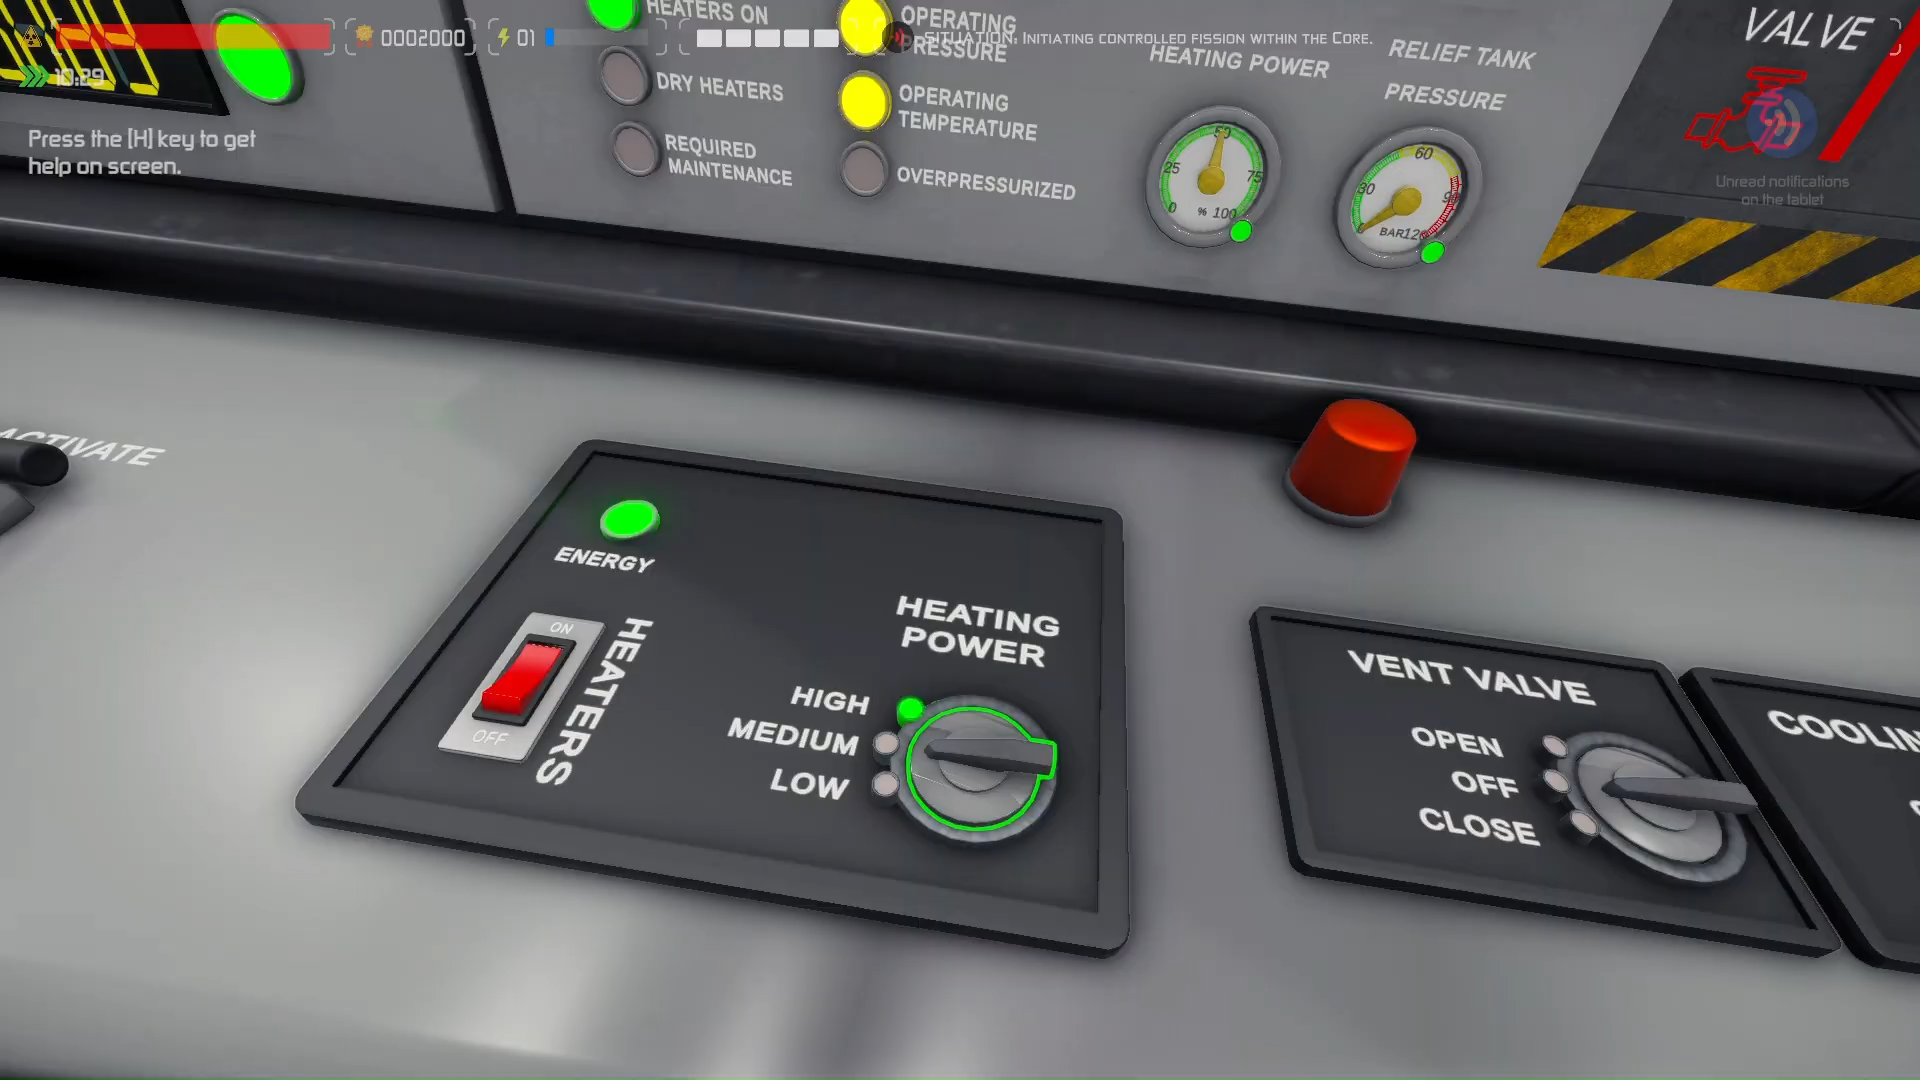 0002000
01
SITUATION: INITIATING CONTROLLED FISSION WITHIN THE CORE.
10:29
Press the [H] key to get
help on screen.
HEATERS ON
DRY HEATERS
REQUIRED
MAINTENANCE
OPERATING
PRESSURE
OPERATING
TEMPERATURE
OVERPRESSURIZED
HEATING POWER
0 25 50 75 100
%
RELIEF TANK
PRESSURE
30 60
BAR
VALVE
Unread notifications
on the tablet
ACTIVATE
ENERGY
ON
OFF
HEATERS
HEATING
POWER
HIGH
MEDIUM
LOW
VENT VALVE
OPEN
OFF
CLOSE